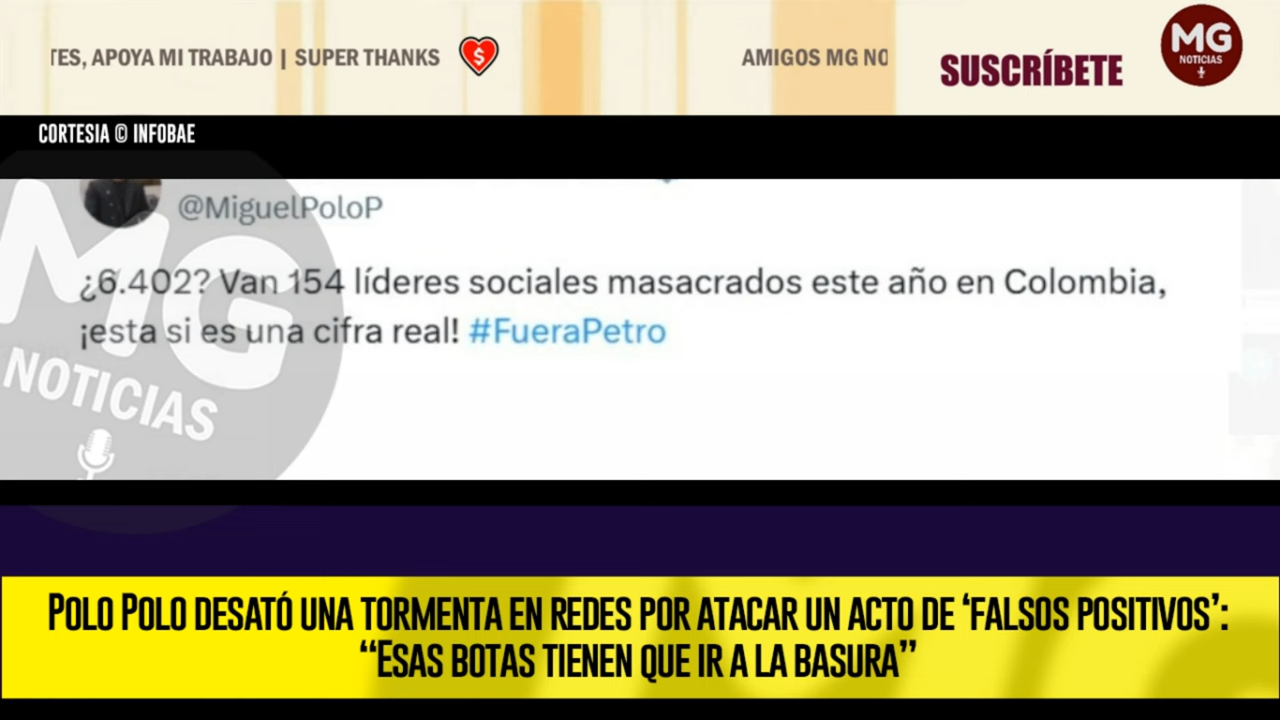 TES, APOYA MI TRABAJO | SUPER THANKS
AMIGOS MG NO
SUSCRÍBETE
MG
NOTICIAS
CORTESIA © INFOBAE
@MiguelPoloP
¿6.402? Van 154 líderes sociales masacrados este año en Colombia,
¡esta si es una cifra real! #FueraPetro
MG
NOTICIAS
POLO POLO DESATÓ UNA TORMENTA EN REDES POR ATACAR UN ACTO DE ‘FALSOS POSITIVOS’:
“ESAS BOTAS TIENEN QUE IR A LA BASURA”